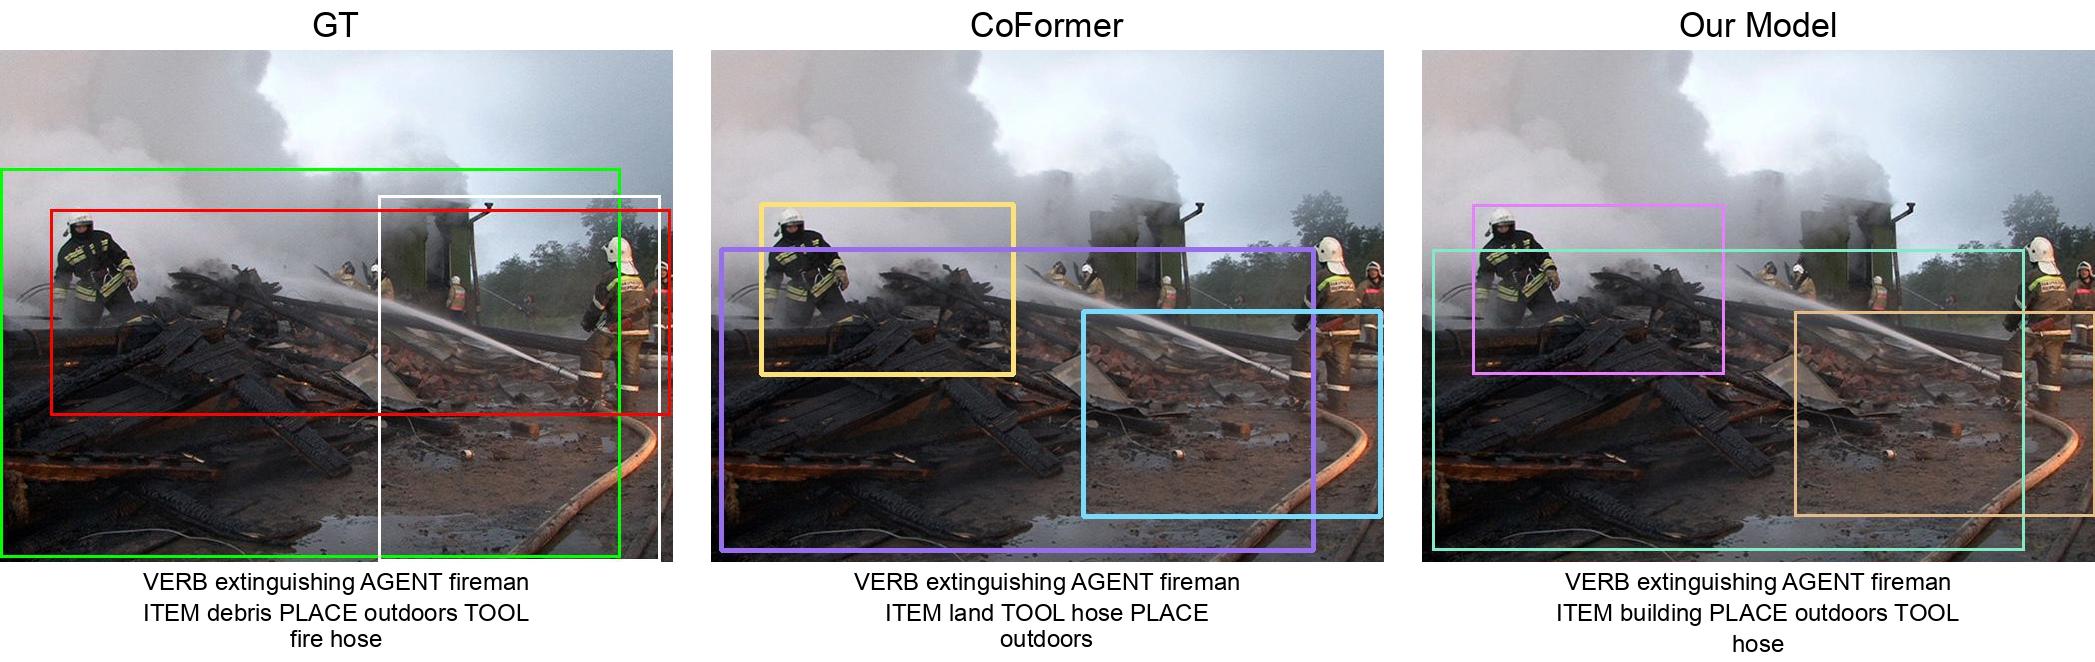 GT
VERB extinguishing AGENT fireman
ITEM debris PLACE outdoors TOOL
fire hose
CoFormer
VERB extinguishing AGENT fireman
ITEM land TOOL hose PLACE
outdoors
Our Model
VERB extinguishing AGENT fireman
ITEM building PLACE outdoors TOOL
hose